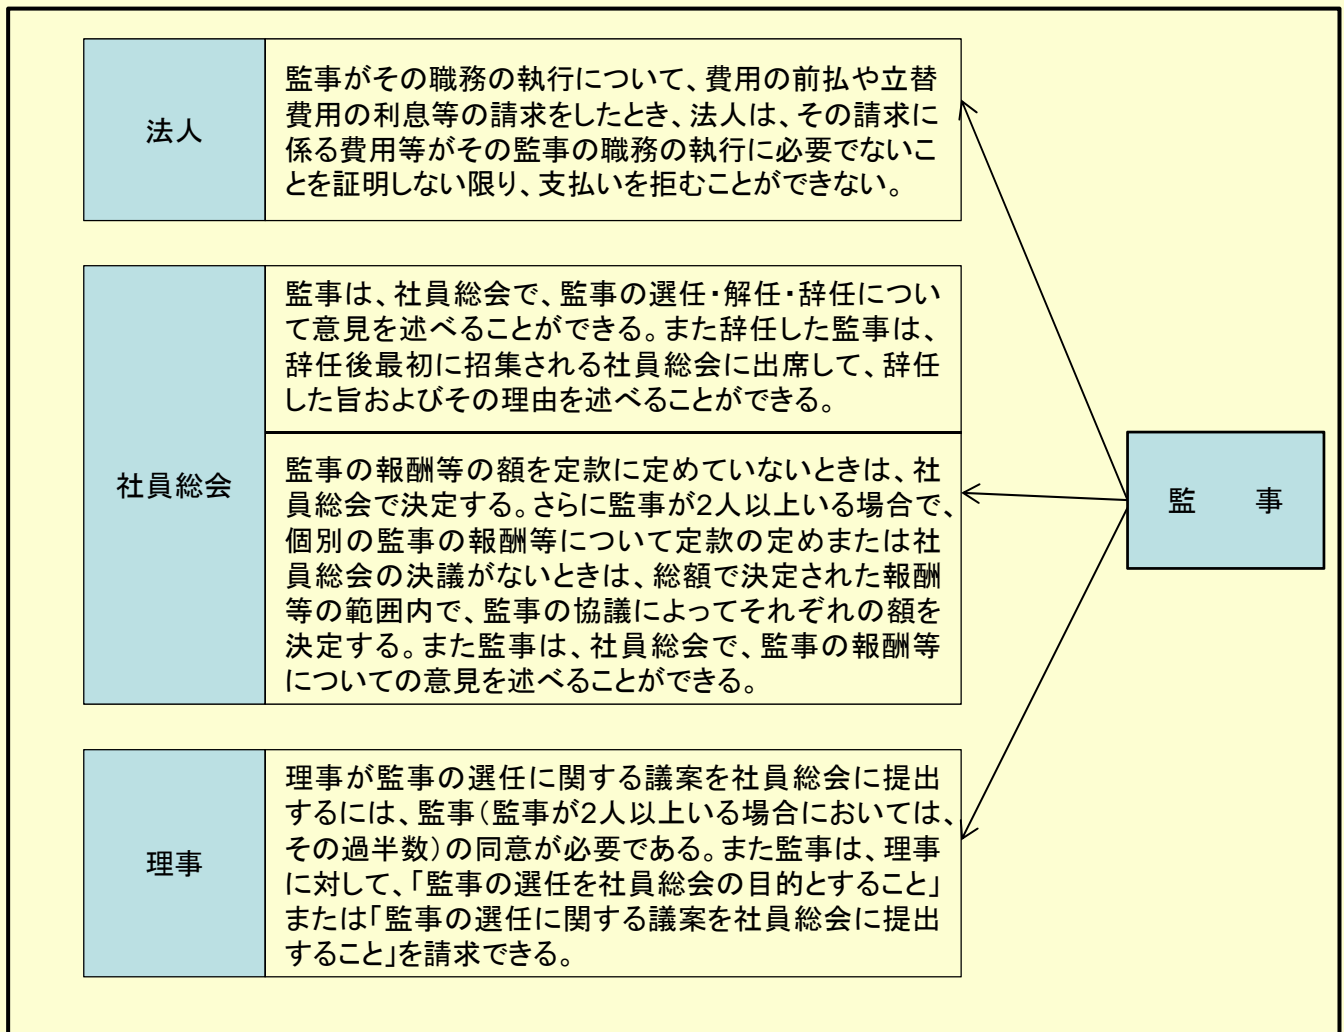 法人
監事がその職務の執行について、費用の前払や立替
費用の利息等の請求をしたとき、法人は、その請求に
係る費用等がその監事の職務の執行に必要でないこ
とを証明しない限り、支払いを拒むことができない。
社員総会
監事は、社員総会で、監事の選任・解任・辞任につい
て意見を述べることができる。また辞任した監事は、
辞任後最初に招集される社員総会に出席して、辞任
した旨およびその理由を述べることができる。
監事の報酬等の額を定款に定めていないときは、社
員総会で決定する。さらに監事が2人以上いる場合で、
個別の監事の報酬等について定款の定めまたは社
員総会の決議がないときは、総額で決定された報酬
等の範囲内で、監事の協議によってそれぞれの額を
決定する。また監事は、社員総会で、監事の報酬等
についての意見を述べることができる。
理事
理事が監事の選任に関する議案を社員総会に提出
するには、監事(監事が2人以上いる場合においては、
その過半数)の同意が必要である。また監事は、理事
に対して、「監事の選任を社員総会の目的とすること」
または「監事の選任に関する議案を社員総会に提出
すること」を請求できる。
監　事